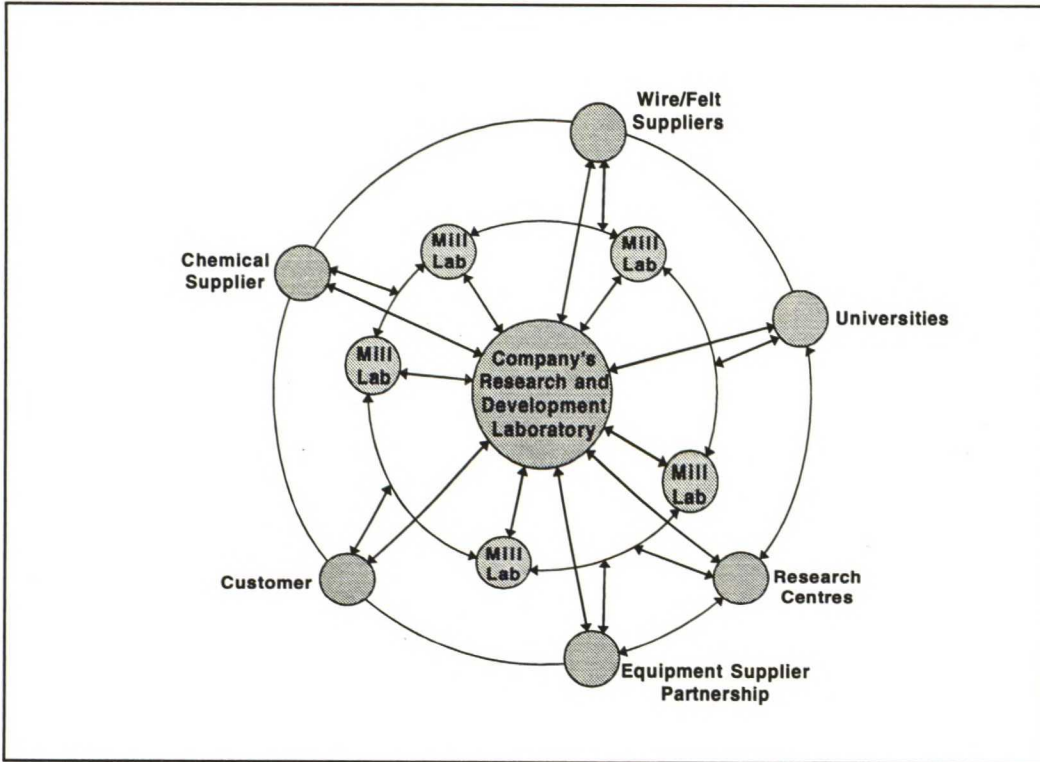 Wire/Felt
Suppliers
Chemical
Supplier
Mill
Lab
Mill
Lab
Universities
Mill
Lab
Company's
Research and
Development
Laboratory
Mill
Lab
Mill
Lab
Customer
Research
Centres
Equipment Supplier
Partnership